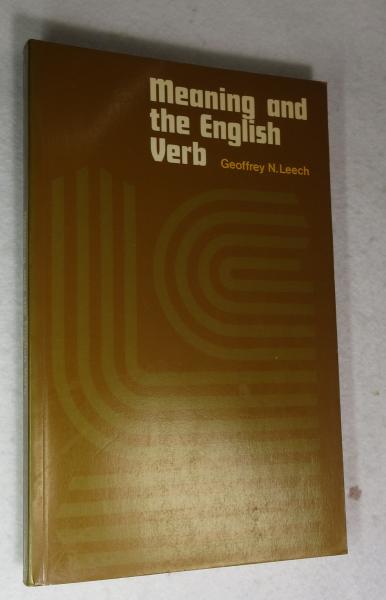 Meaning and
the English
Verb
Geoffrey N. Leech